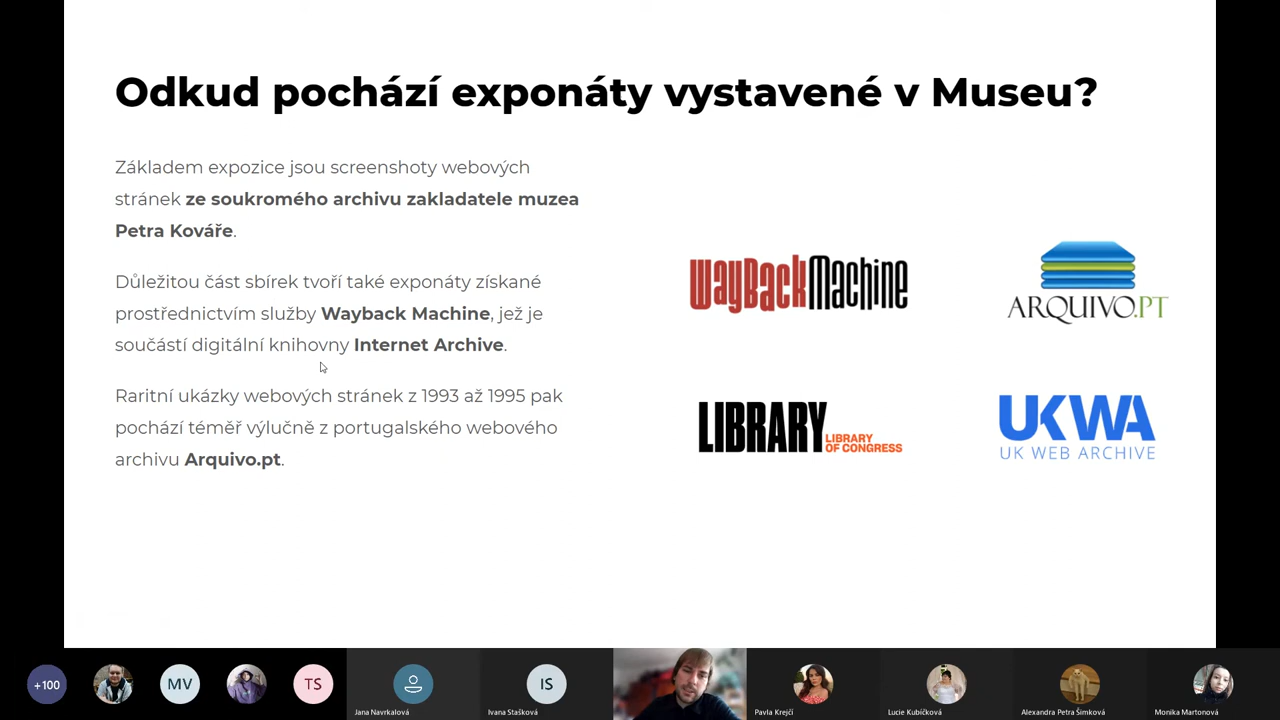 Odkud pochází exponáty vystavené v Museu?
Základem expozice jsou screenshoty webových
stránek ze soukromého archivu zakladatele muzea
Petra Kováře.
Důležitou část sbírek tvoří také exponáty získané
prostřednictvím služby Wayback Machine, jež je
součástí digitální knihovny Internet Archive.
Raritní ukázky webových stránek z 1993 až 1995 pak
pochází téměř výlučně z portugalského webového
archivu Arquivo.pt.
WayBackMachine
ARQUIVO.PT
LIBRARY
LIBRARY
OF CONGRESS
UKWA
UK WEB ARCHIVE
+100
MV
TS
Jana Navrkalová
IS
Ivana Stašková
Pavla Krejčí
Lucie Kubíčková
Alexandra Petra Šimková
Monika Martonová